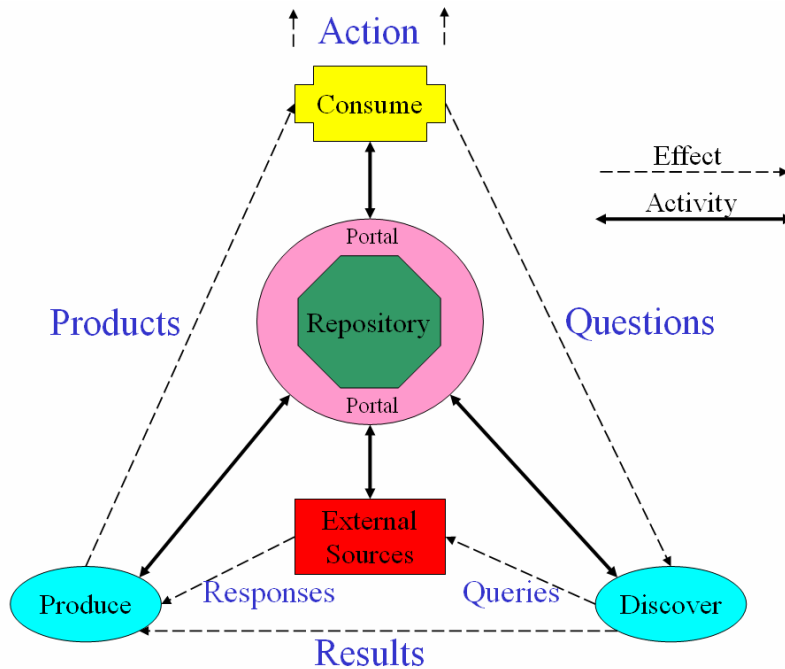 Action
Consume
Effect
Activity
Portal
Products
Repository
Questions
Portal
External
Sources
Produce
Responses
Queries
Discover
Results